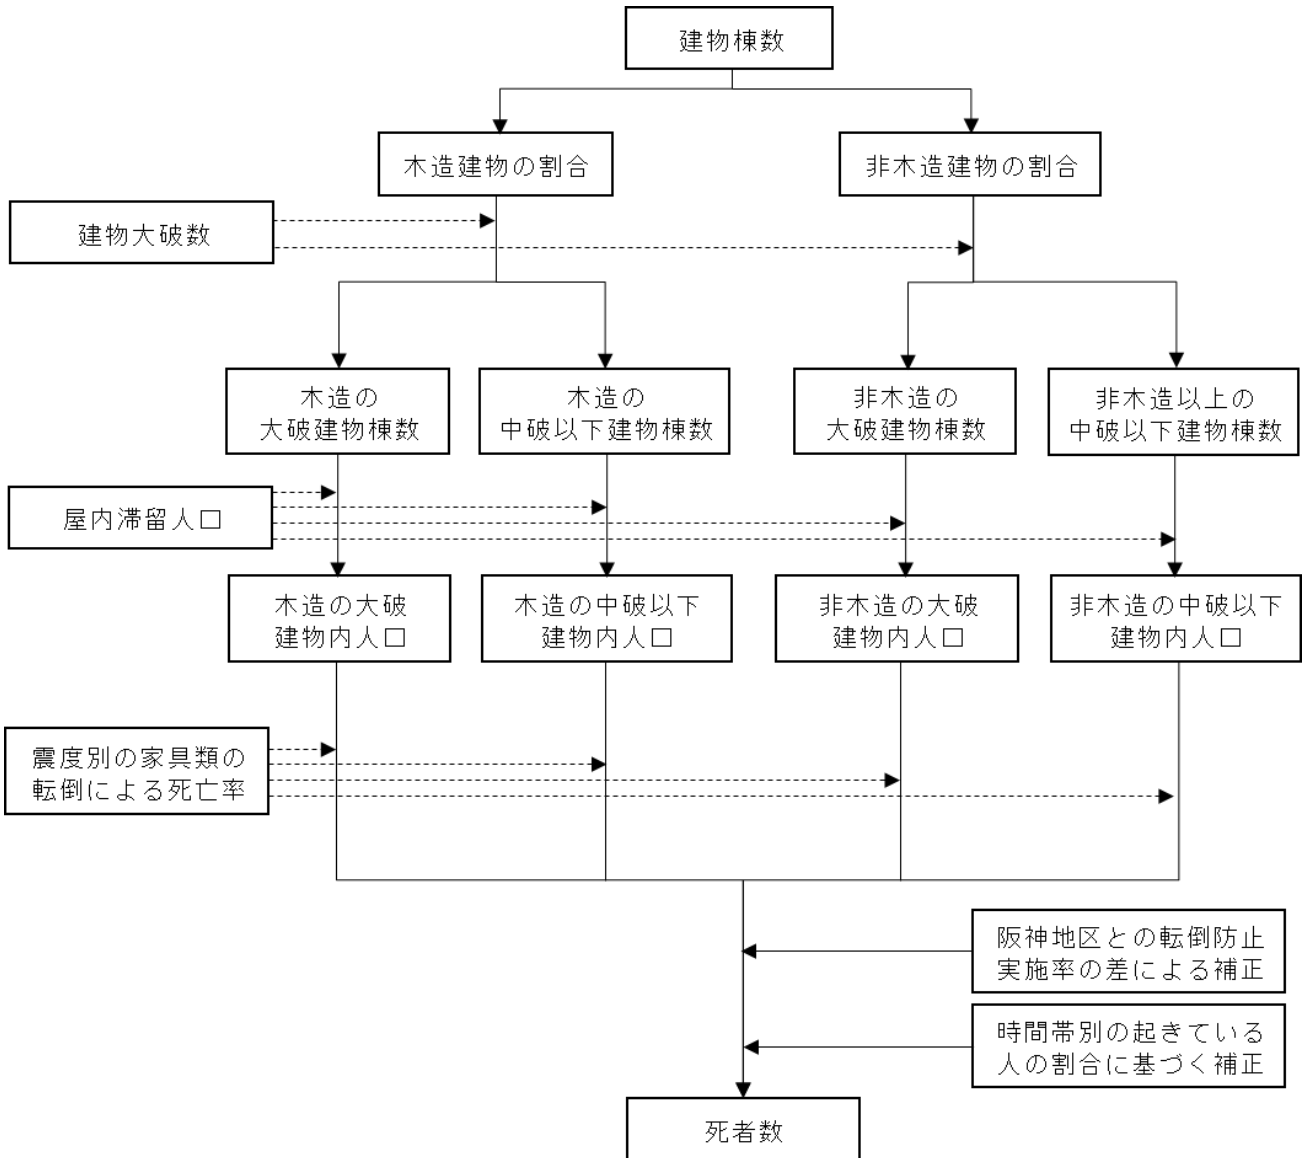 建物棟数
木造建物の割合
非木造建物の割合
建物大破数
木造の
大破建物棟数
木造の
中破以下建物棟数
非木造の
大破建物棟数
非木造以上の
中破以下建物棟数
屋内滞留人口
木造の大破
建物内人口
木造の中破以下
建物内人口
非木造の大破
建物内人口
非木造の中破以下
建物内人口
震度別の家具類の
転倒による死亡率
阪神地区との転倒防止
実施率の差による補正
時間帯別の起きている
人の割合に基づく補正
死者数